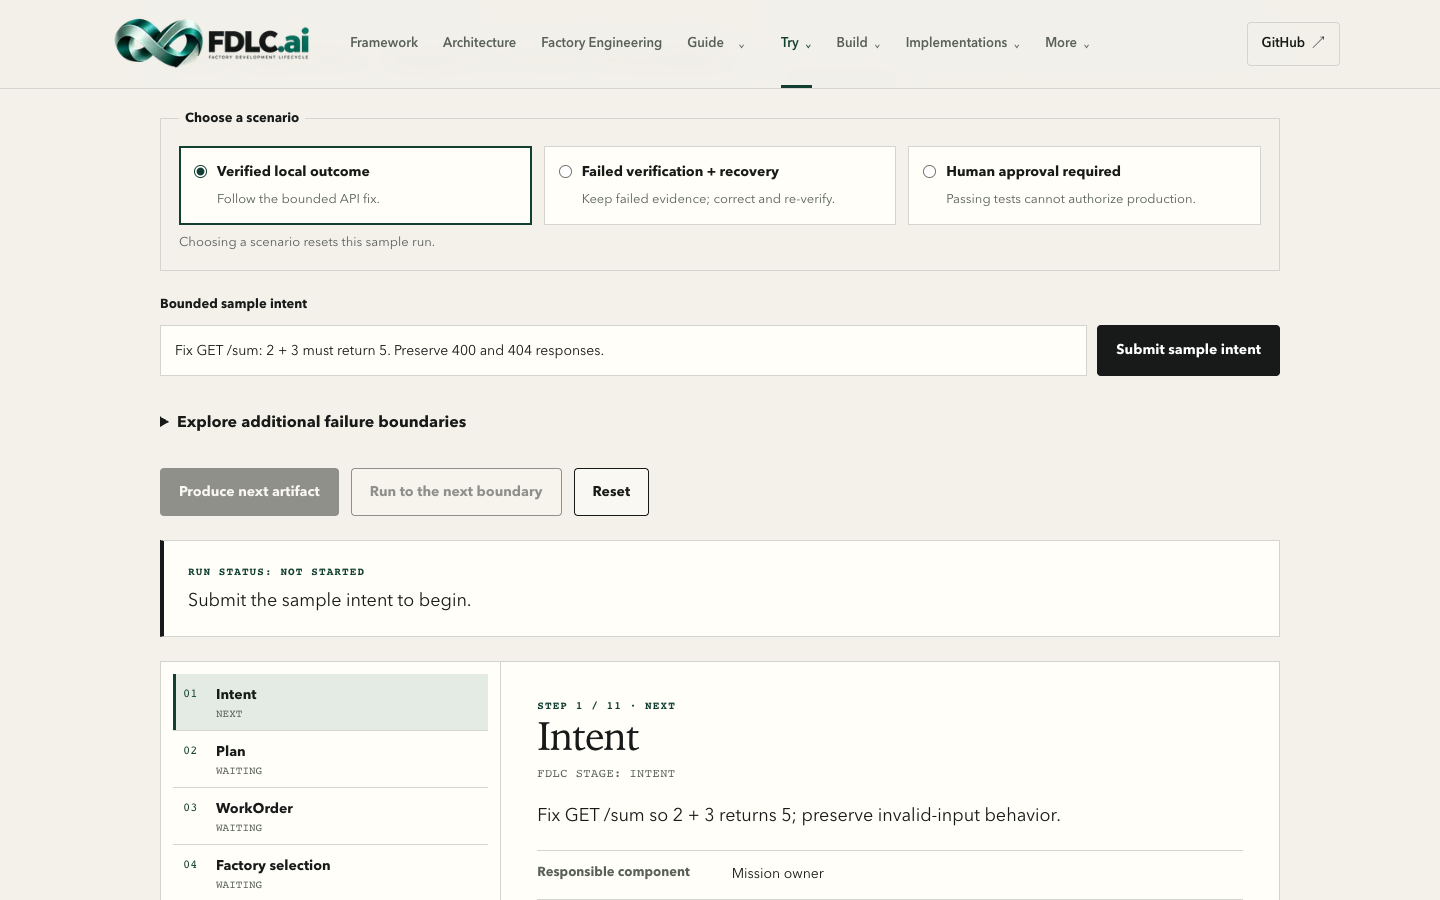 FDLC.ai
FACTORY DEVELOPMENT LIFECYCLE
Framework
Architecture
Factory Engineering
Guide
Try
Build
Implementations
More
GitHub ↗
Choose a scenario
Verified local outcome
Follow the bounded API fix.
Failed verification + recovery
Keep failed evidence; correct and re-verify.
Human approval required
Passing tests cannot authorize production.
Choosing a scenario resets this sample run.
Bounded sample intent
Fix GET /sum: 2 + 3 must return 5. Preserve 400 and 404 responses.
Submit sample intent
Explore additional failure boundaries
Produce next artifact
Run to the next boundary
Reset
RUN STATUS: NOT STARTED
Submit the sample intent to begin.
01 Intent
NEXT
02 Plan
WAITING
03 WorkOrder
WAITING
04 Factory selection
WAITING
STEP 1 / 11 · NEXT
Intent
FDLC STAGE: INTENT
Fix GET /sum so 2 + 3 returns 5; preserve invalid-input behavior.
Responsible component Mission owner